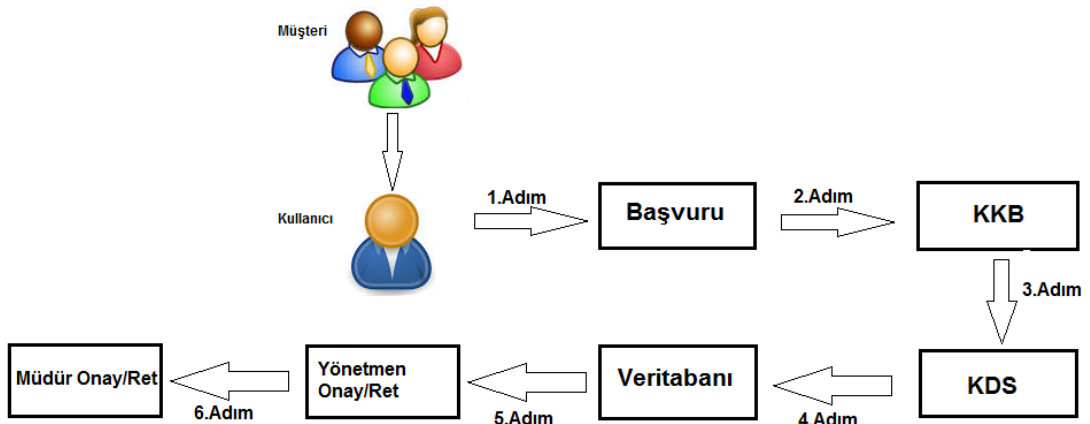 Müşteri
Kullanıcı
1.Adım
Başvuru
2.Adım
KKB
3.Adım
KDS
4.Adım
Veritabanı
5.Adım
Yönetmen
Onay/Ret
6.Adım
Müdür Onay/Ret